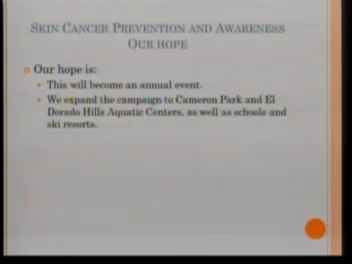 SKIN CANCER PREVENTION AND AWARENESS
OUR HOPE
Our hope is:
This will become an annual event.
We expand the campaign to Cameron Park and El
Dorado Hills Aquatic Centers, as well as schools and
ski resorts.